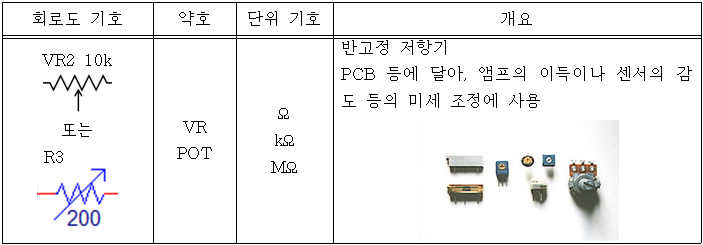 회로도 기호
약호
단위 기호
개요
VR2 10k
또는
R3
200
VR
POT
Ω
kΩ
MΩ
반고정 저항기
PCB 등에 달아, 앰프의 이득이나 센서의 감
도 등의 미세 조정에 사용